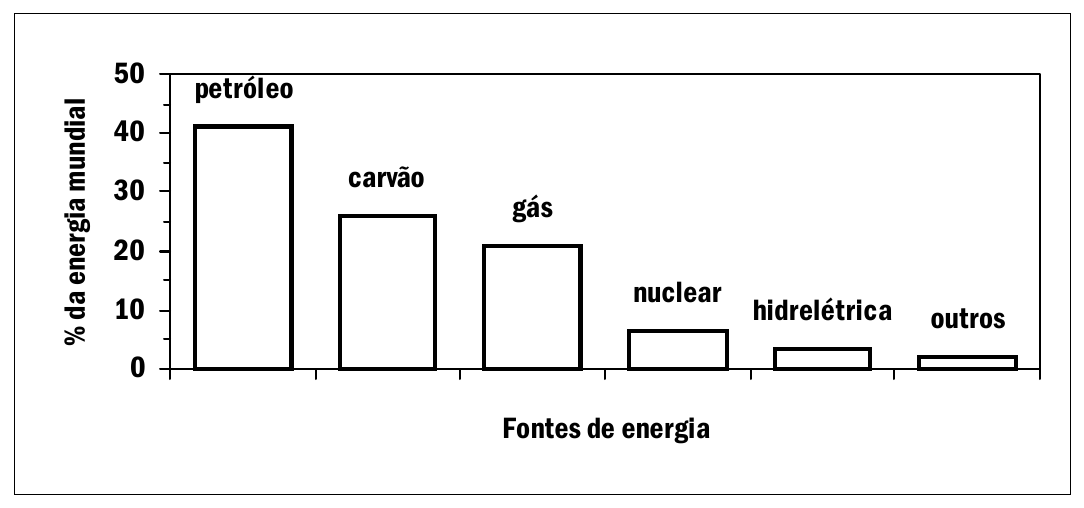 % da energia mundial
50
40
30
20
10
0
petróleo
carvão
gás
nuclear
hidrelétrica
outros
Fontes de energia